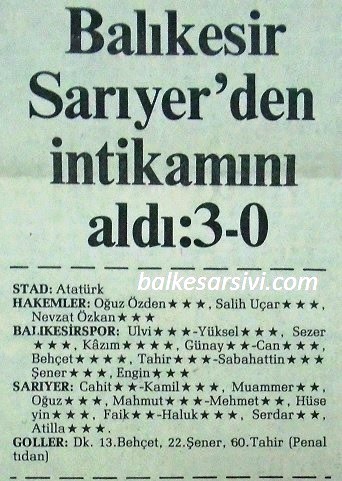 Balıkesir
Sarıyer'den
intikamını
aldı:3-0
balkesarsivi.com
STAD: Atatürk
HAKEMLER: Oğuz Özden★★★, Salih Uçar★★★,
Nevzat Özkan★★★
BALIKESİRSPOR: Ulvi★★★-Yüksel★★★, Sezer
★★★, Kâzım★★★★, Günay★★-Can★★★,
Behçet★★★★, Tahir★★★-Sabahattin★★★
Şener★★★, Engin★★★
SARIYER: Cahit★★-Kamil★★★, Muammer★★,
Oğuz★★★, Mahmut★★★-Mehmet★★, Hüse
yin★★★, Faik★★-Haluk★★★, Serdar★★,
Atilla★★★.
GOLLER: Dk. 13.Behçet, 22.Şener, 60.Tahir (Penal
tıdan)